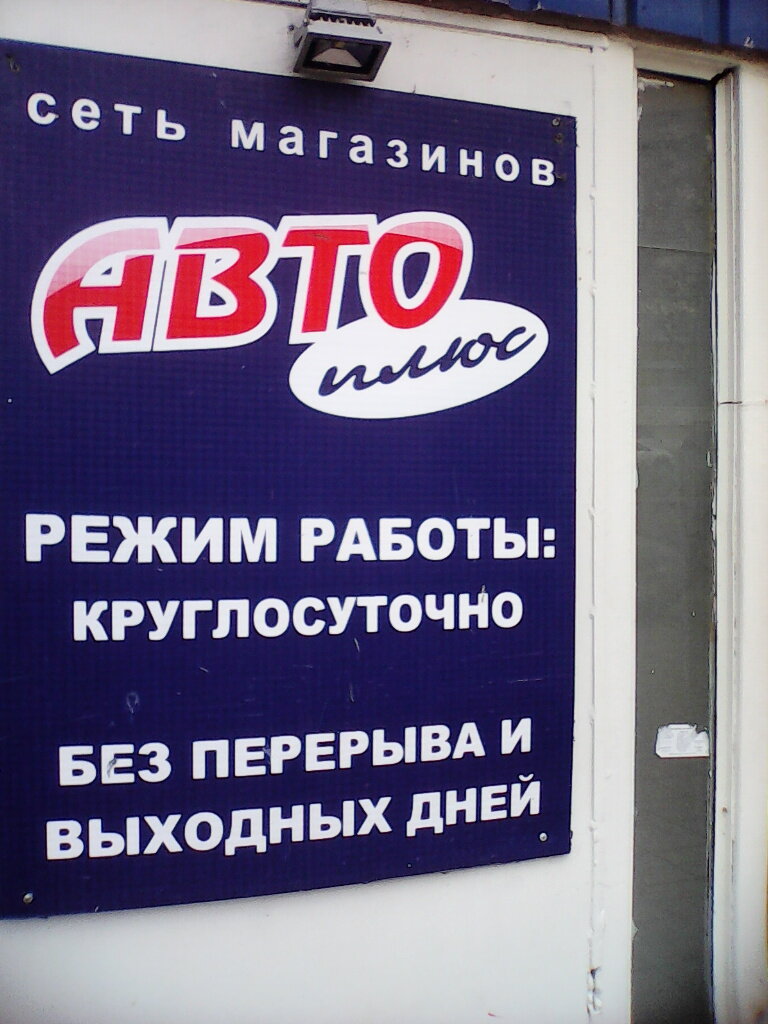 сеть магазинов
АВТО
плюс
РЕЖИМ РАБОТЫ:
КРУГЛОСУТОЧНО
БЕЗ ПЕРЕРЫВА И
ВЫХОДНЫХ ДНЕЙ